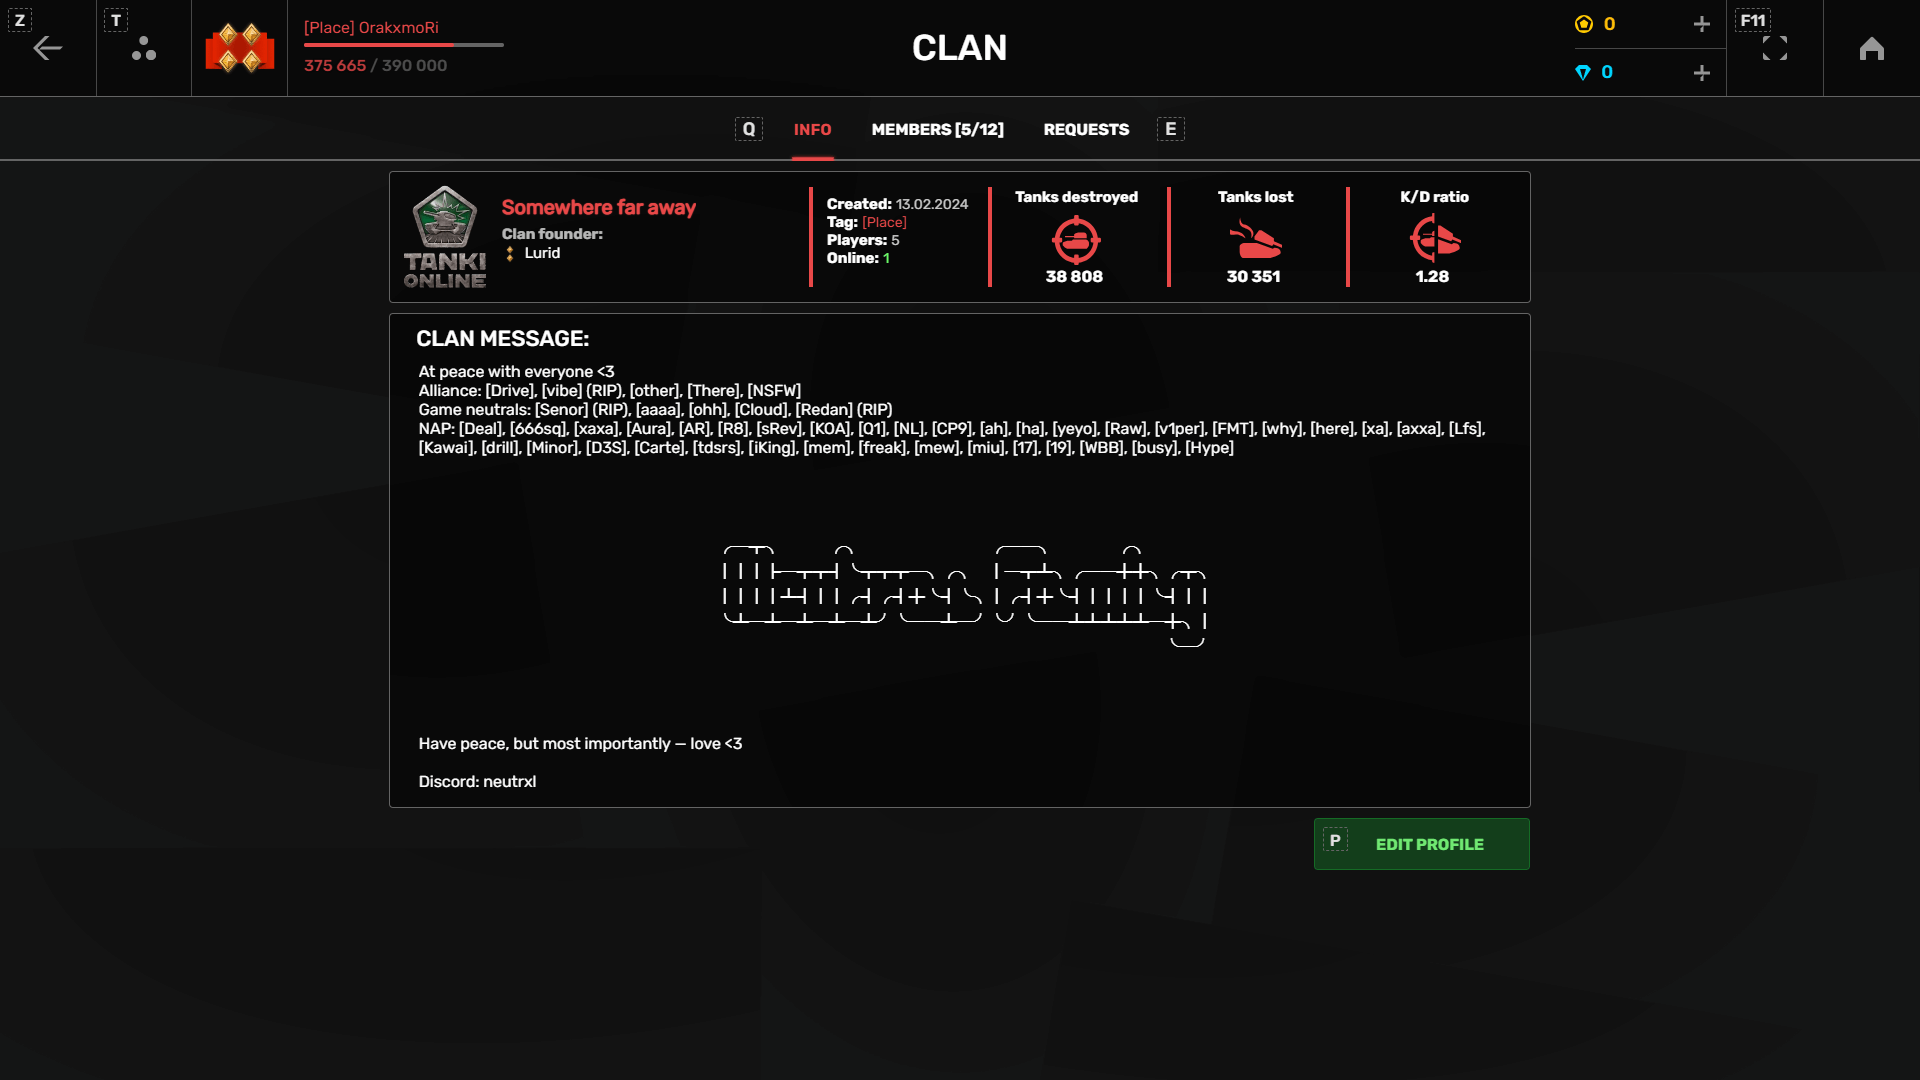 Z
T
[Place] OrakxmoRi
375 665 / 390 000
CLAN
0
0
F11
Q
INFO
MEMBERS [5/12]
REQUESTS
E
TANKI
ONLINE
Somewhere far away
Clan founder:
Lurid
Created: 13.02.2024
Tag: [Place]
Players: 5
Online: 1
Tanks destroyed
38 808
Tanks lost
30 351
K/D ratio
1.28
CLAN MESSAGE:
At peace with everyone <3
Alliance: [Drive], [vibe] (RIP), [other], [There], [NSFW]
Game neutrals: [Senor] (RIP), [aaaa], [ohh], [Cloud], [Redan] (RIP)
NAP: [Deal], [666sq], [xaxa], [Aura], [AR], [R8], [sRev], [KOA], [Q1], [NL], [CP9], [ah], [ha], [yeyo], [Raw], [v1per], [FMT], [why], [here], [xa], [axxa], [Lfs],
[Kawai], [drill], [Minor], [D3S], [Carte], [tdsrs], [iKing], [mem], [freak], [mew], [miu], [17], [19], [WBB], [busy], [Hype]
Have peace, but most importantly — love <3
Discord: neutrxl
P
EDIT PROFILE